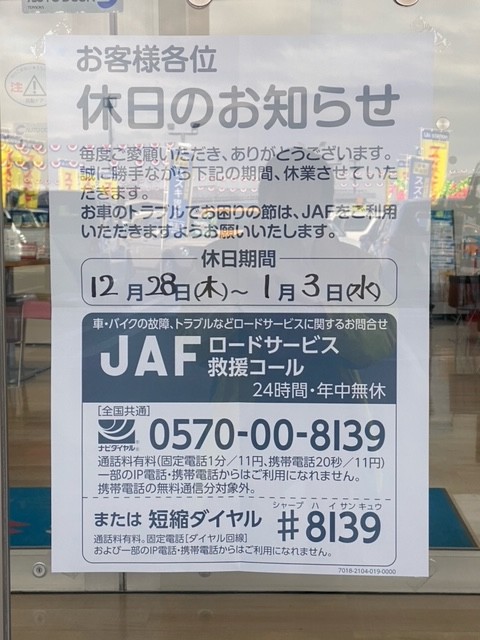 お客様各位
休日のお知らせ
毎度ご愛顧いただき、ありがとうございます。
誠に勝手ながら下記の期間、休業させていた
だきます。
お車のトラブルでお困りの節は、JAFをご利用
いただきますようお願いいたします。
休日期間
12月28日(木)～1月3日(水)
車・バイクの故障、トラブルなどロードサービスに関するお問合せ
JAF ロードサービス
救援コール
24時間・年中無休
[全国共通]
ナビダイヤル® 0570-00-8139
通話料有料(固定電話1分/11円、携帯電話20秒/11円)
一部のIP電話・携帯電話からはご利用になれません。
携帯電話の無料通信分対象外。
シャープ ハイサンキュウ
または 短縮ダイヤル #8139
通話料有料。固定電話[ダイヤル回線]
および一部のIP電話・携帯電話からはご利用になれません。
7018-2104-019-0000
注